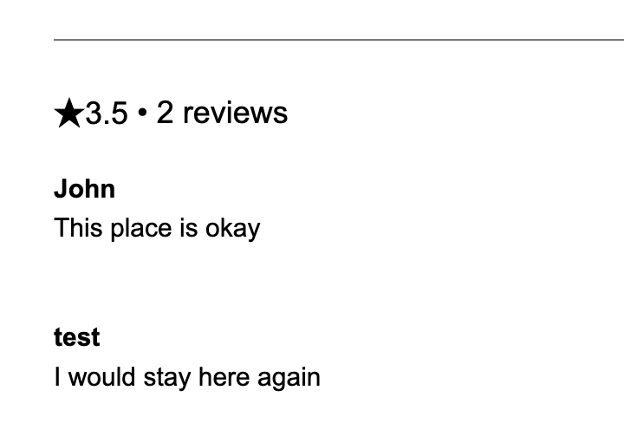 ★3.5 • 2 reviews
John
This place is okay
test
I would stay here again